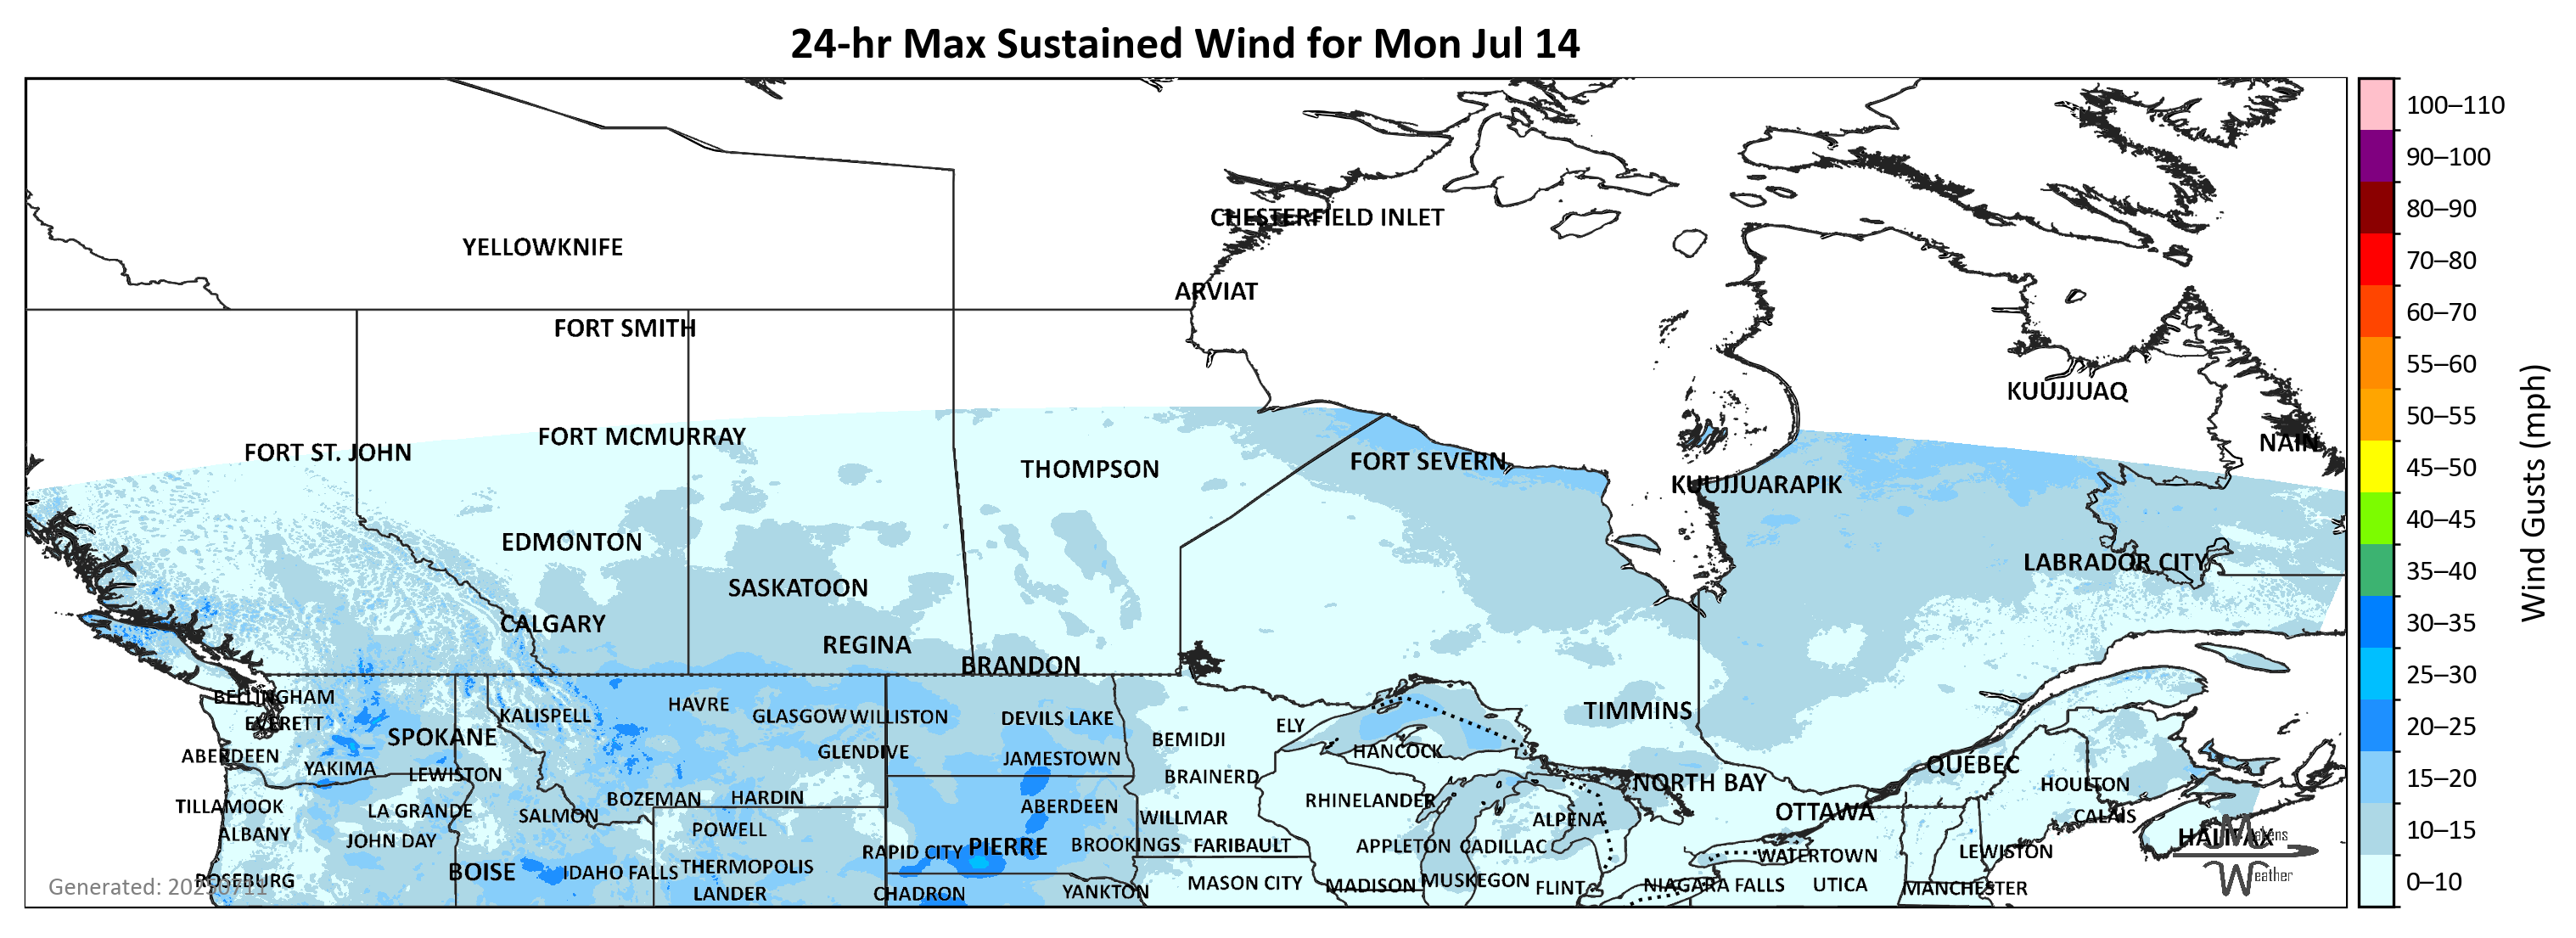 24-hr Max Sustained Wind for Mon Jul 14
100–110
90–100
80–90
CHESTERFIELD INLET
YELLOWKNIFE
70–80
ARVIAT
60–70
FORT SMITH
55–60
KUUJJUAQ
50–55
FORT MCMURRAY
NAIN
FORT ST. JOHN
FORT SEVERN
THOMPSON
45–50
KUUJJUARAPIK
40–45
EDMONTON
LABRADOR CITY
35–40
SASKATOON
Wind Gusts (mph)
CALGARY
30–35
REGINA
BRANDON
25–30
BELLINGHAM
HAVRE
TIMMINS
KALISPELL
GLASGOW
WILLISTON
DEVILS LAKE
EVERETT
ELY
20–25
SPOKANE
BEMIDJI
HANCOCK
GLENDIVE
ABERDEEN
JAMESTOWN
QUÉBEC
YAKIMA
LEWISTON
BRAINERD
15–20
NORTH BAY
HOULTON
BOZEMAN
HARDIN
RHINELANDER
TILLAMOOK
LA GRANDE
ABERDEEN
OTTAWA
SALMON
WILLMAR
CALAIS
ALPENA
10–15
POWELL
ALBANY
HALIFAX
Makens
JOHN DAY
PIERRE
BROOKINGS
FARIBAULT
APPLETON
CADILLAC
RAPID CITY
LEWISTON
WATERTOWN
THERMOPOLIS
BOISE
IDAHO FALLS
Weather
ROSEBURG
MUSKEGON
0–10
MASON CITY
MADISON
NIAGARA FALLS
UTICA
Generated: 20250711
FLINT
MANCHESTER
LANDER
CHADRON
YANKTON